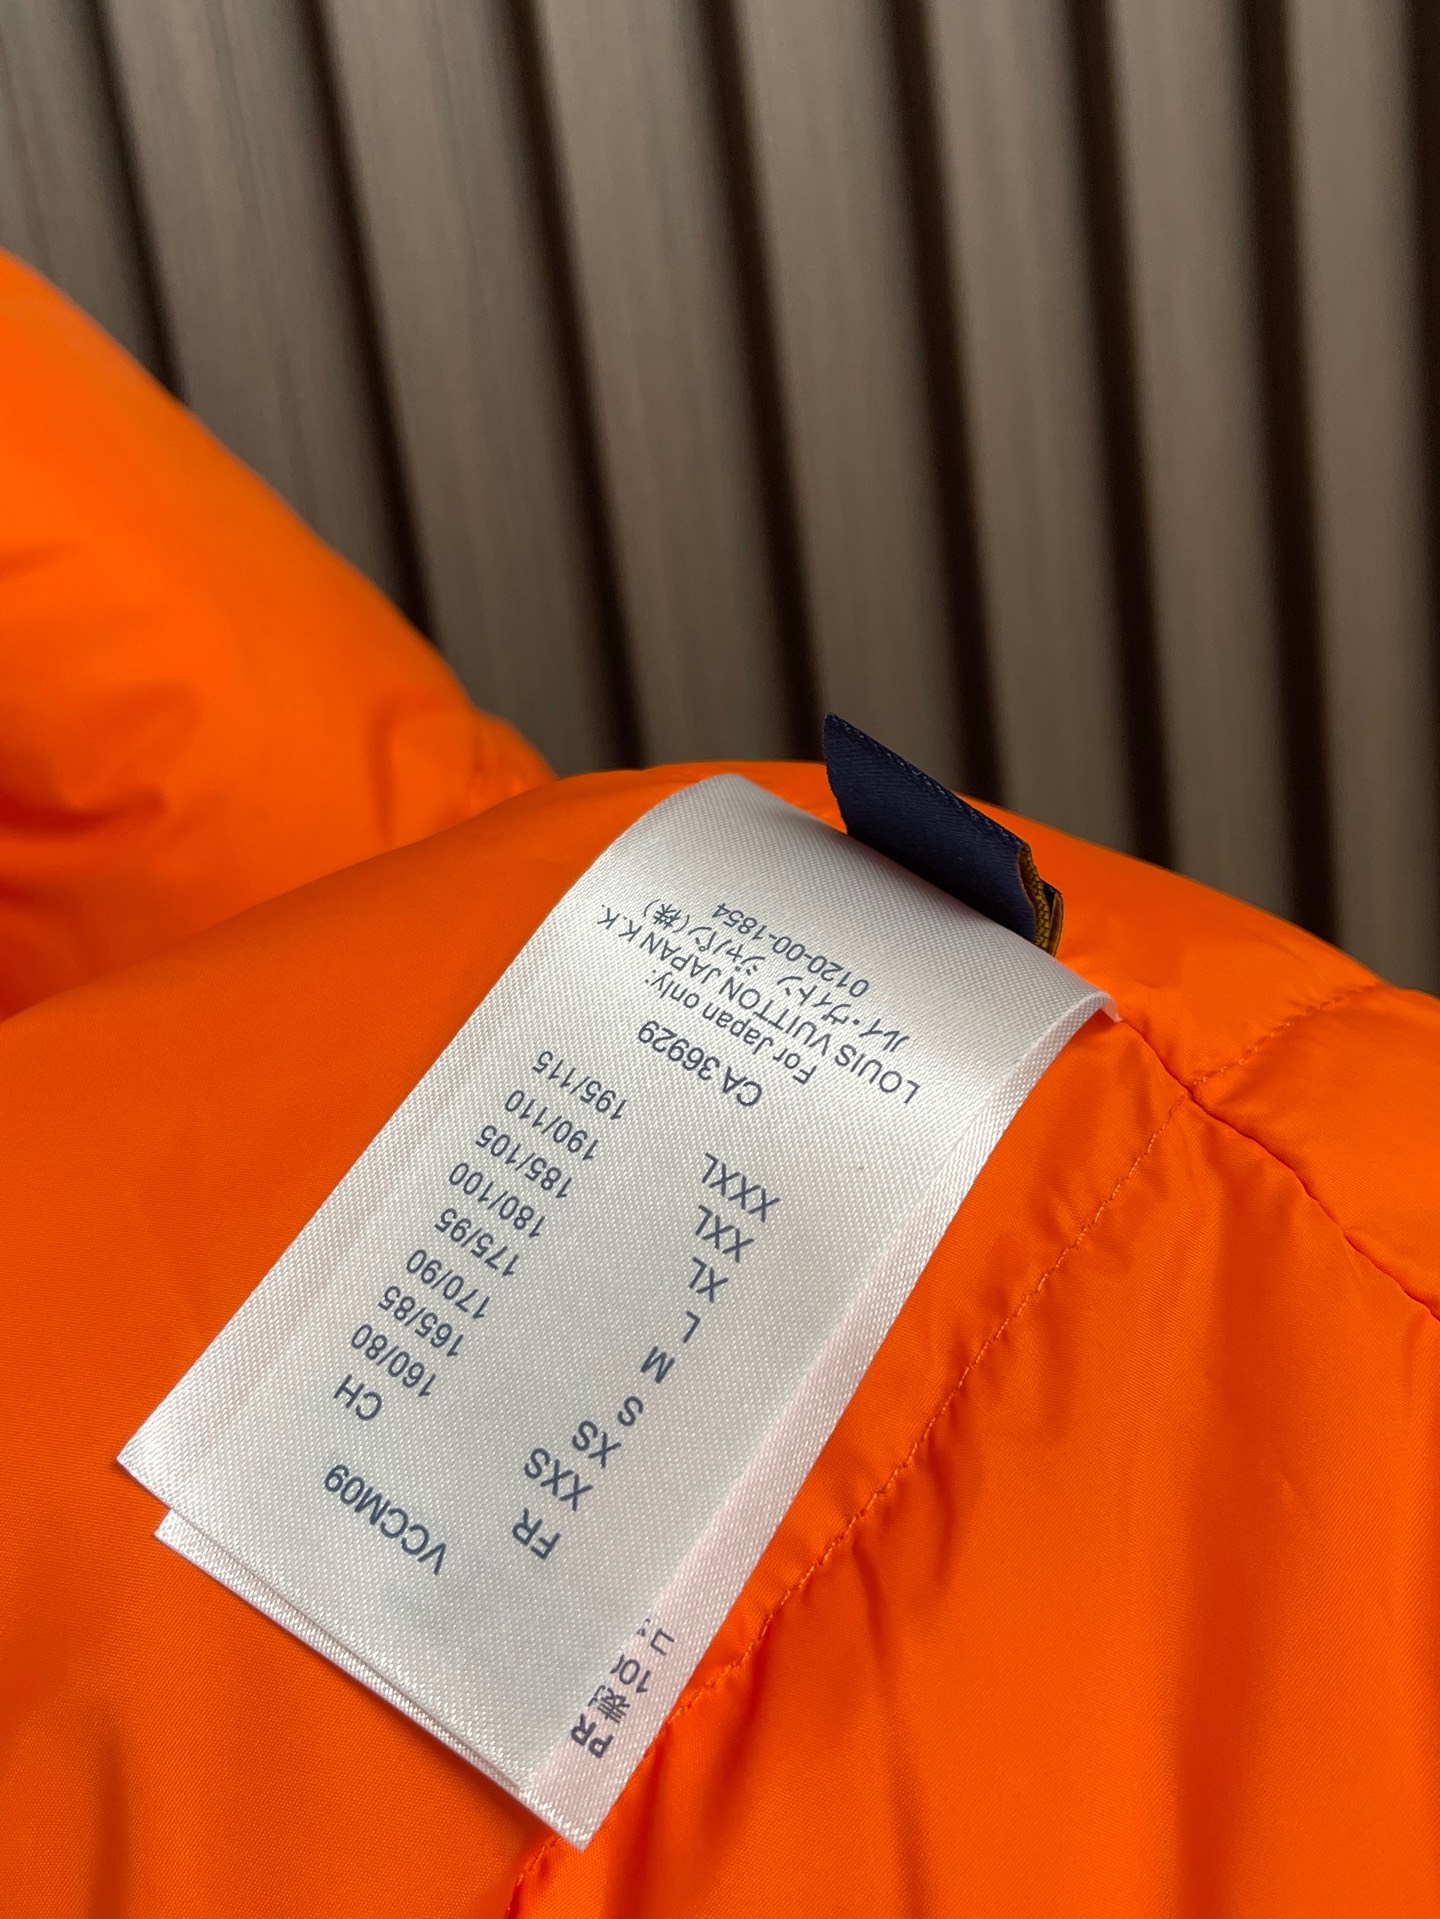 VCCM09
FR CH
XXS 160/80
XS 165/85
S 170/90
M 175/95
L 180/100
XL 185/105
XXL 190/110
XXXL 195/115
CA 36929
For Japan only:
LOUIS VUITTON JAPAN K.K.
ルイ・ヴィトン ジャパン(株)
0120-00-1854
PR